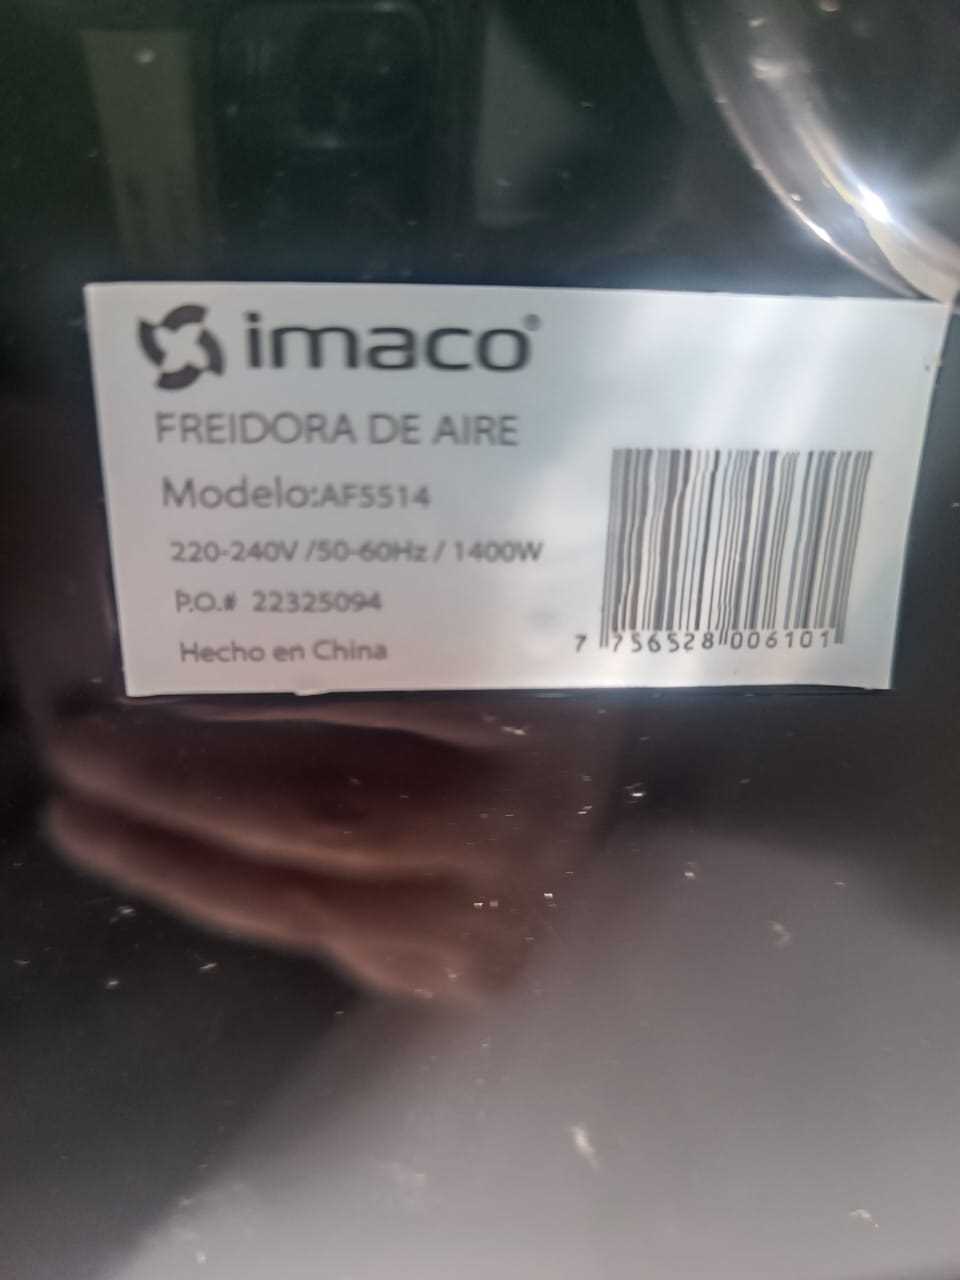 imaco®
FREIDORA DE AIRE
Modelo:AF5514
220-240V /50-60Hz / 1400W
P.O.# 22325094
Hecho en China
7 756528 006101